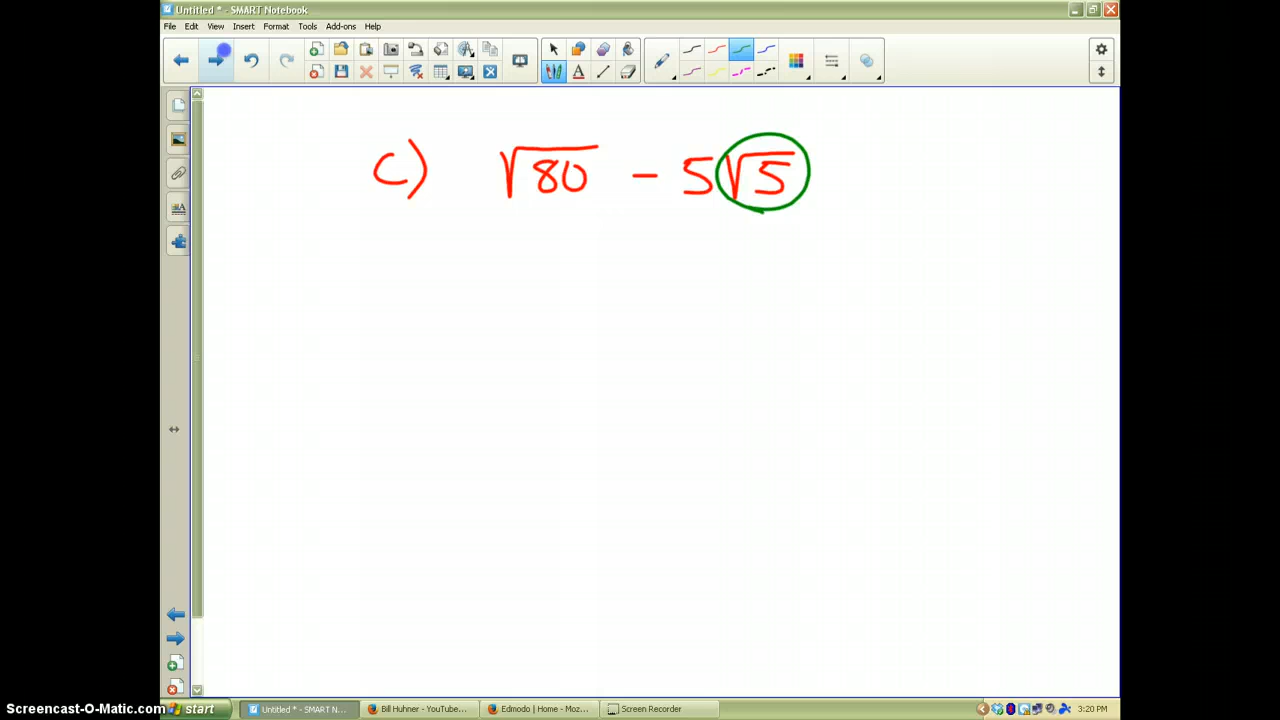 Untitled * - SMART Notebook
File Edit View Insert Format Tools Add-ons Help
c) √80 - 5√5
Screencast-O-Matic.com
start Untitled * - SMART N... Bill Huhner - YouTube... Edmodo | Home - Moz... Screen Recorder 3:20 PM